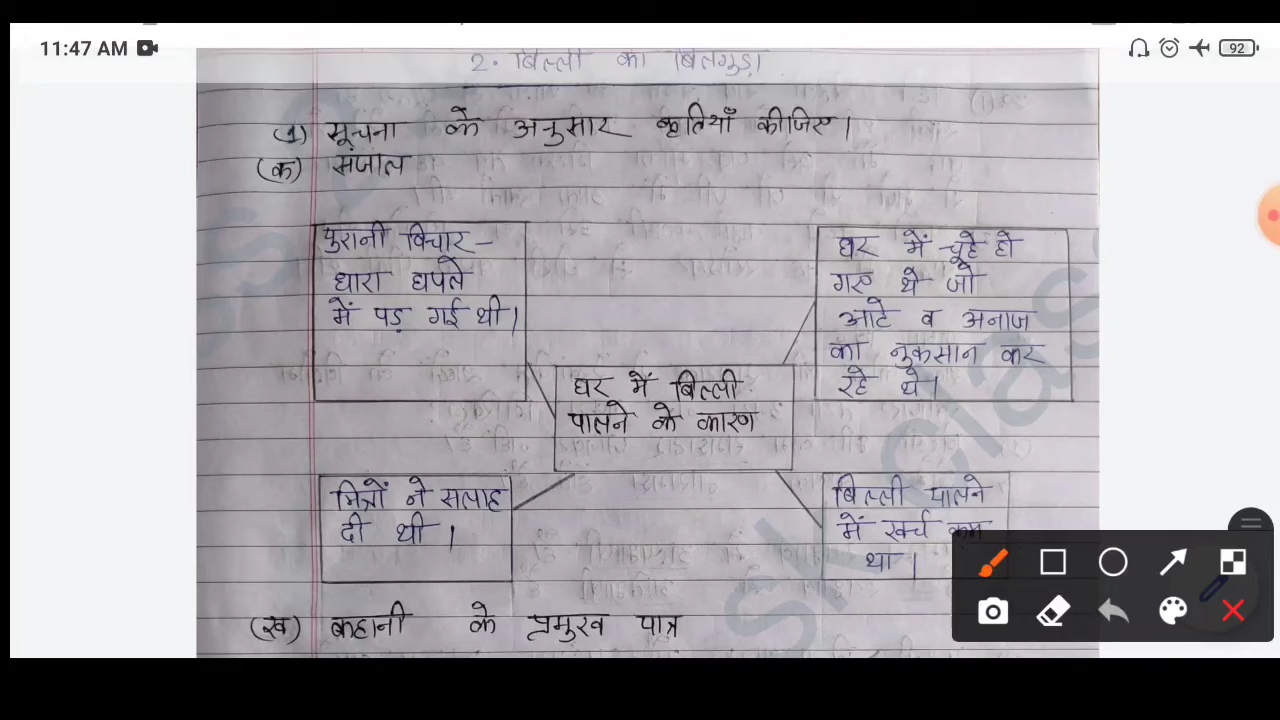 11:47 AM
92
2. बिल्ली का बिलगुंड़ा
(1) सूचना के अनुसार कृतियाँ कीजिए।
(क) संजाल
पुरानी विचार-
धारा घपले
में पड़ गई थी।
घर में चूहे हो
गए थे जो
आटे व अनाज
का नुकसान कर
रहे थे।
घर में बिल्ली
पालने के कारण
मित्रों ने सलाह
दी थी।
बिल्ली पालने
में खर्च कम
था।
(ख) कहानी के प्रमुख पात्र